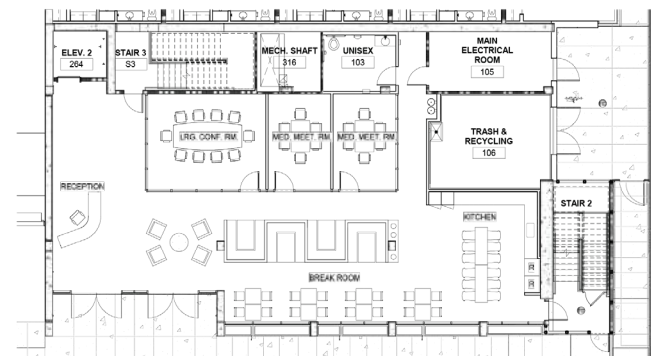 ELEV. 2
264
STAIR 3
S3
MECH. SHAFT
316
UNISEX
103
MAIN
ELECTRICAL
ROOM
105
LRG. CONF. RM.
MED. MEET. RM.
MED. MEET. RM.
TRASH &
RECYCLING
106
RECEPTION
KITCHEN
STAIR 2
BREAK ROOM